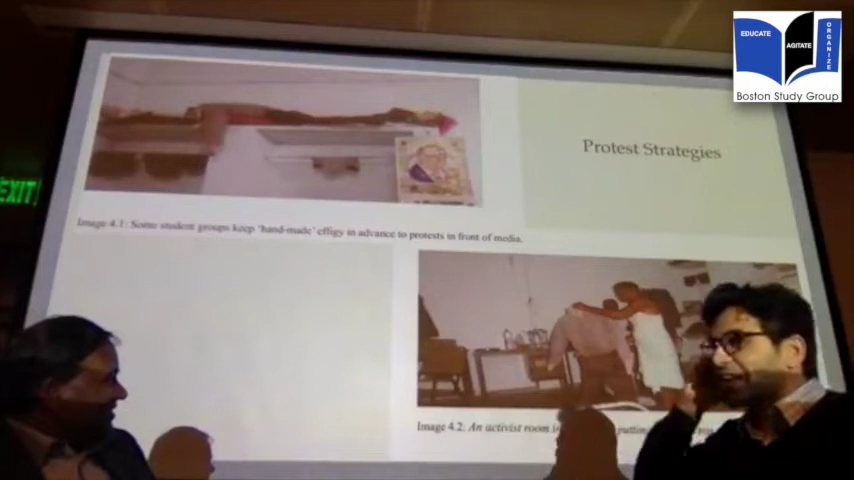 EDUCATE
AGITATE
ORGANIZE
Boston Study Group
EXIT
Protest Strategies
Image 4.1: Some student groups keep 'hand-made' effigy in advance to protests in front of media.
Image 4.2: An activist room